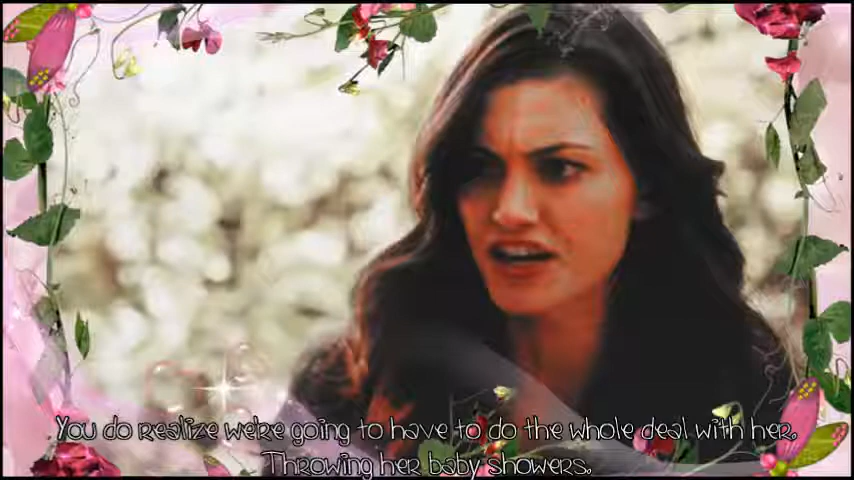 You do realize we're going to have to do the whole deal with her.
Throwing her baby showers.